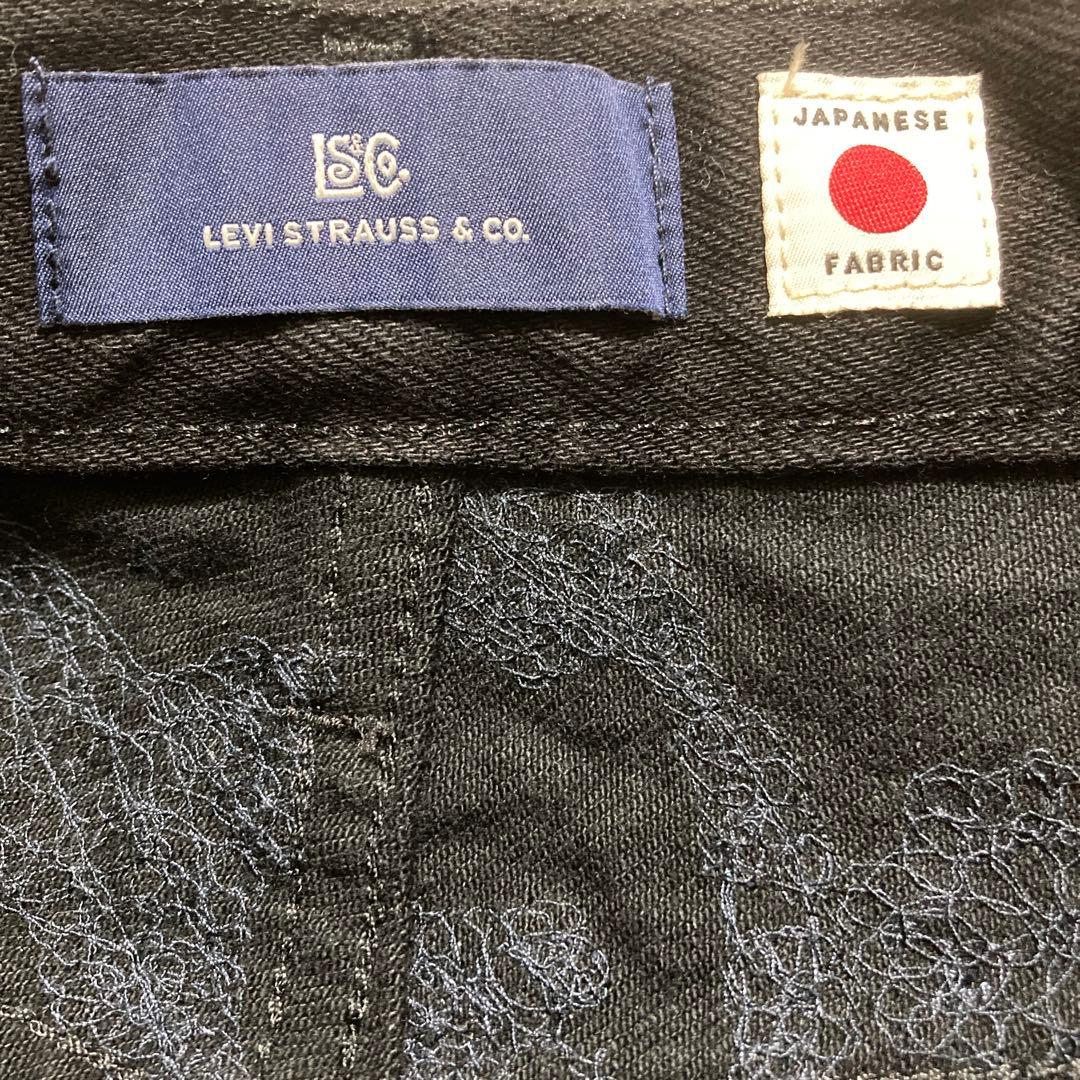 LS&Co.
LEVI STRAUSS & CO.
JAPANESE
FABRIC